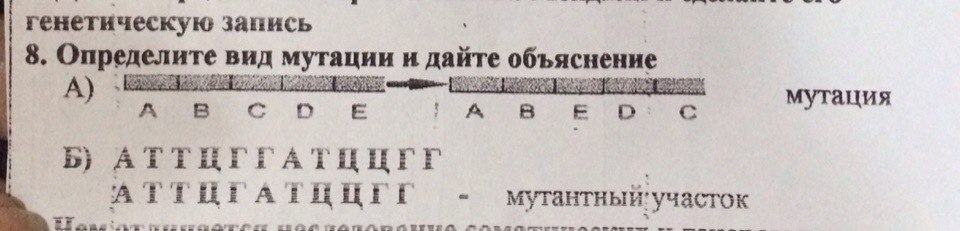 генетическую запись
8. Определите вид мутации и дайте объяснение
А) мутация
A B C D E A B E D C
Б) А Т Т Ц Г Г А Т Ц Ц Г Г
А Т Т Ц Г А Т Ц Ц Г Г - мутантный участок